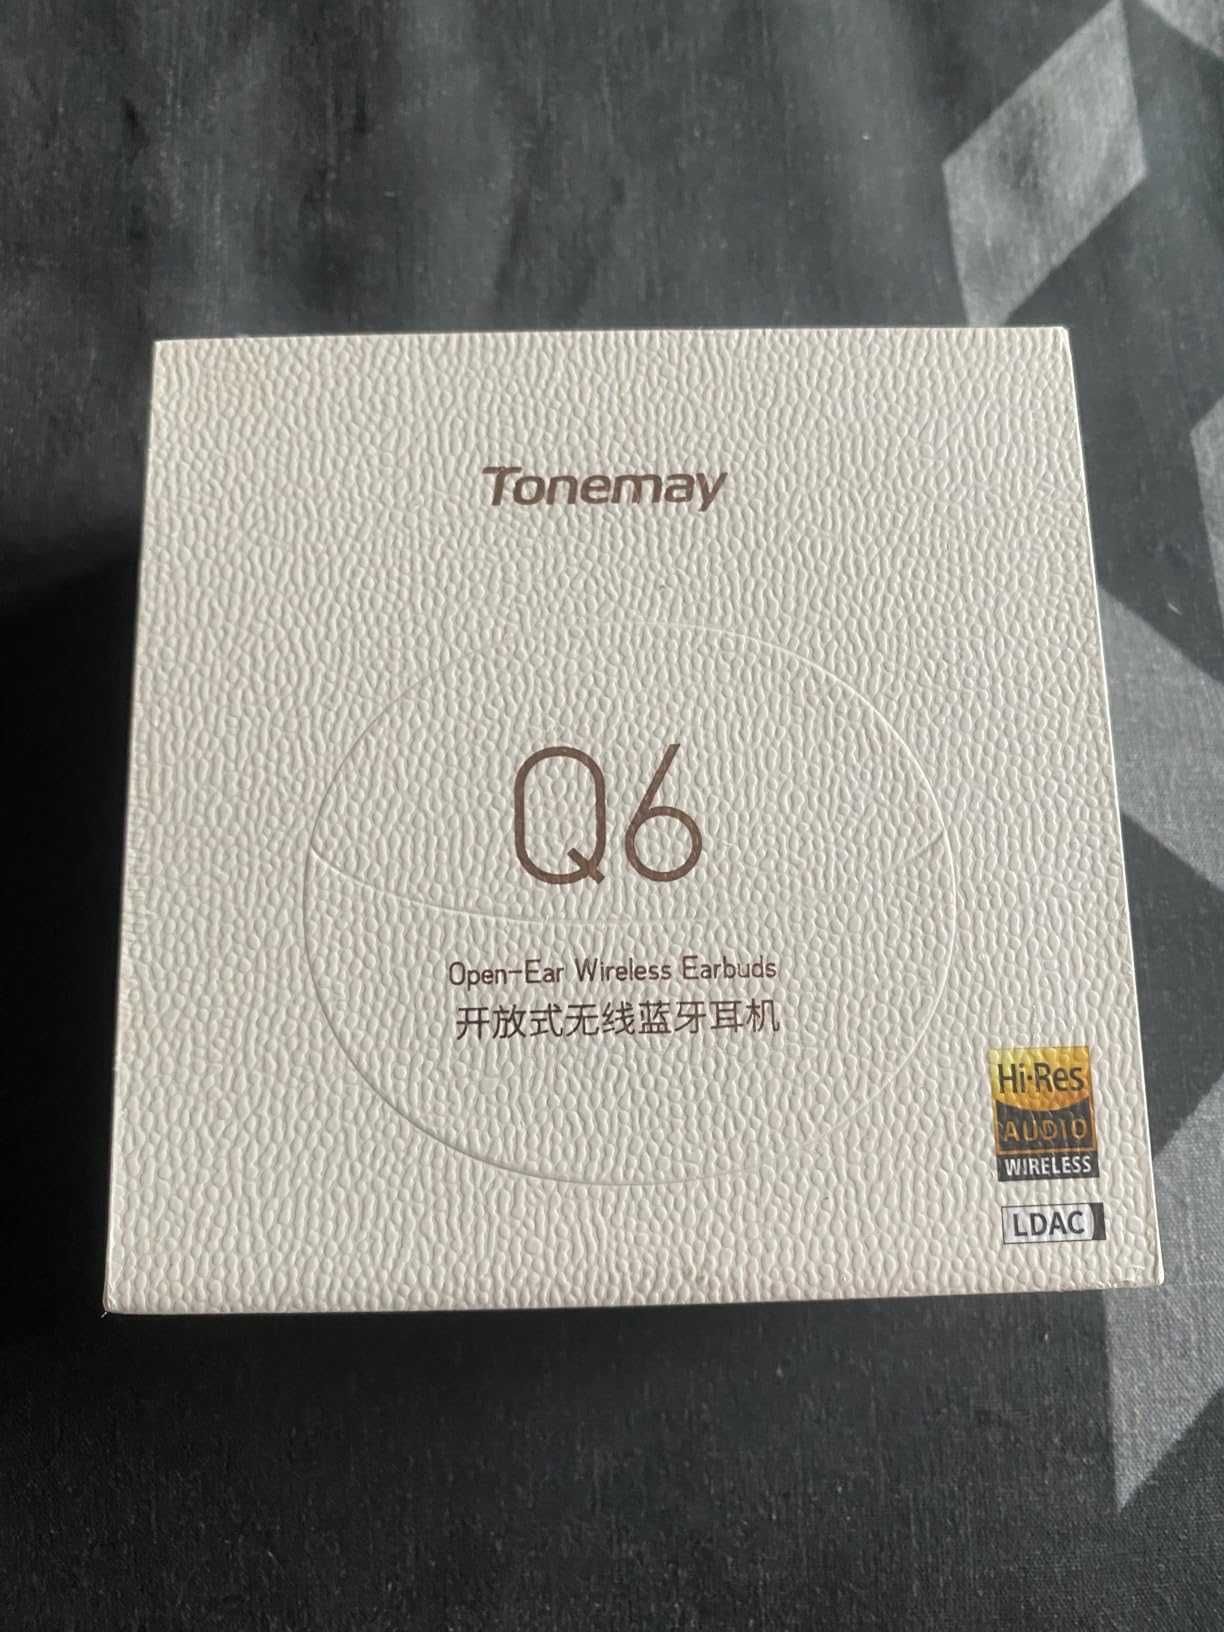 Tonemay
Q6
Open-Ear Wireless Earbuds
开放式无线蓝牙耳机
Hi-Res
AUDIO
WIRELESS
LDAC